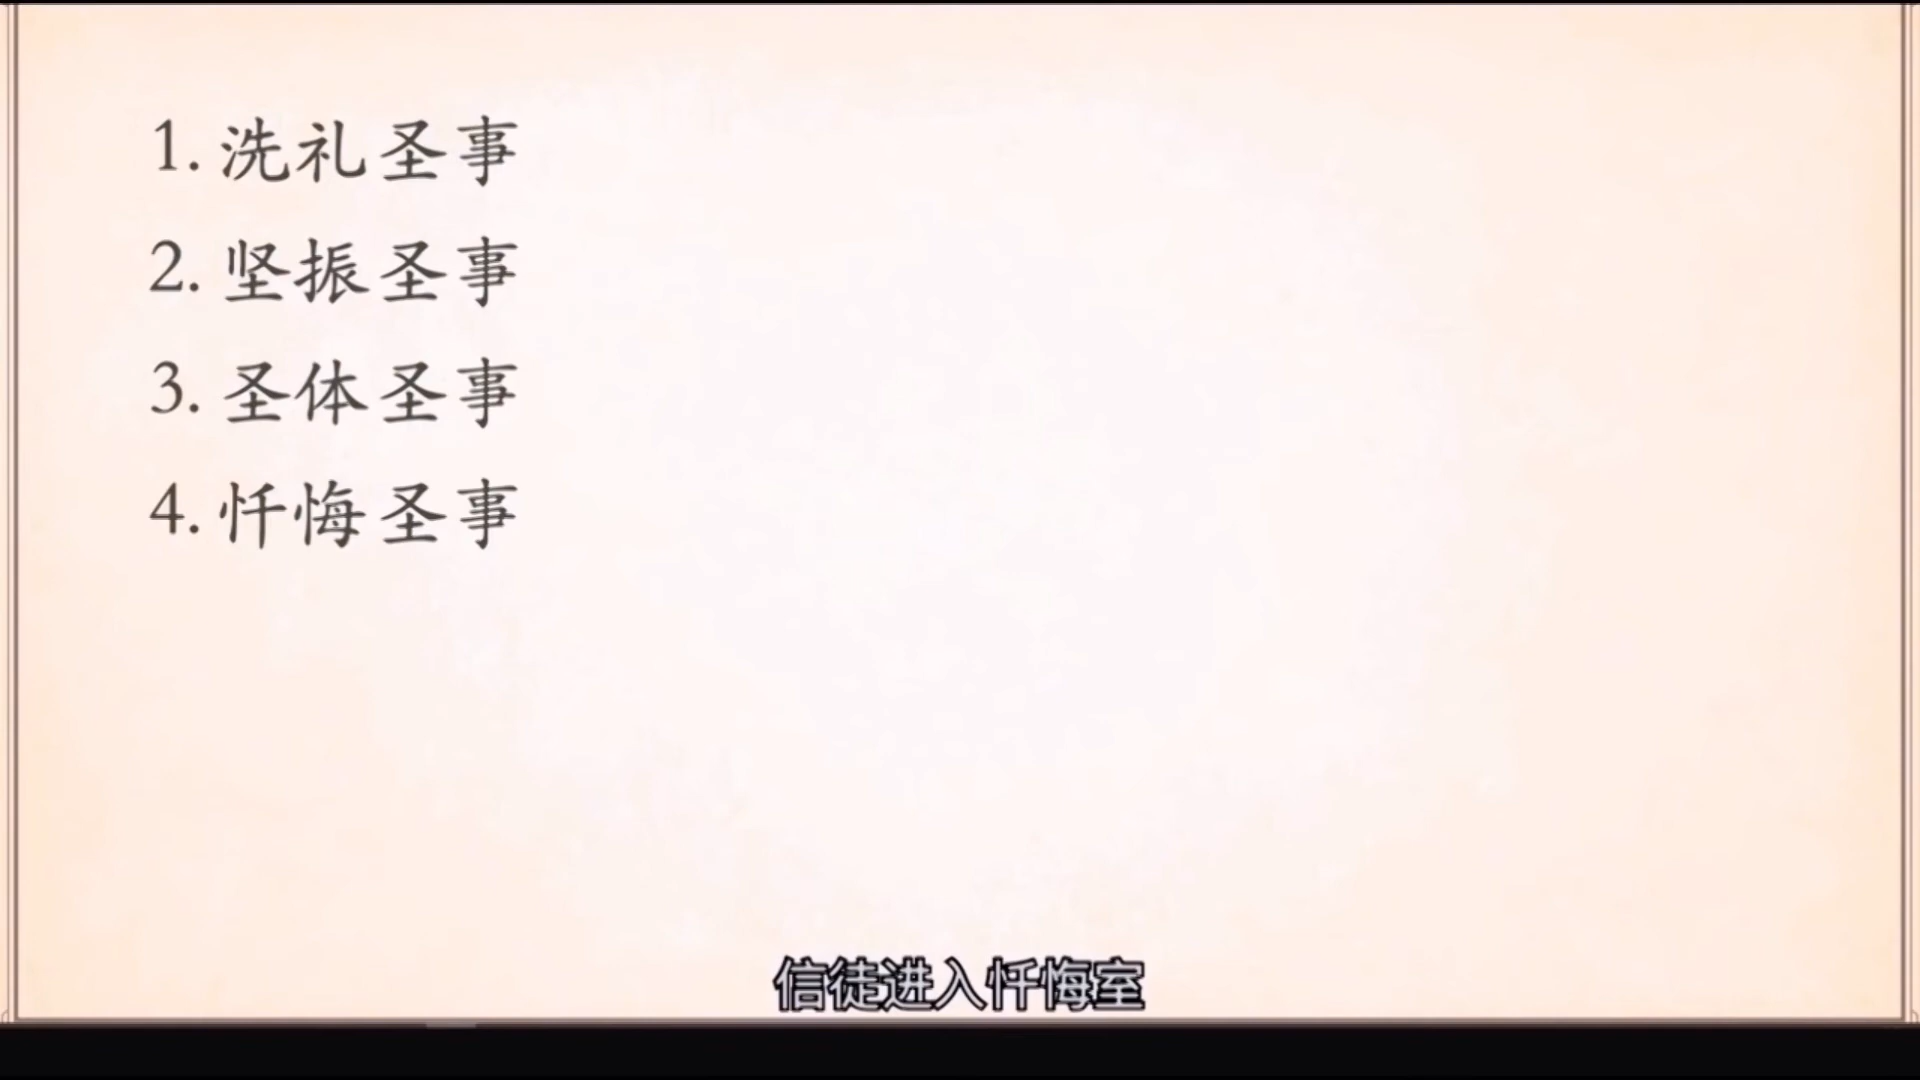 1. 洗礼圣事
2. 坚振圣事
3. 圣体圣事
4. 忏悔圣事
信徒进入忏悔室